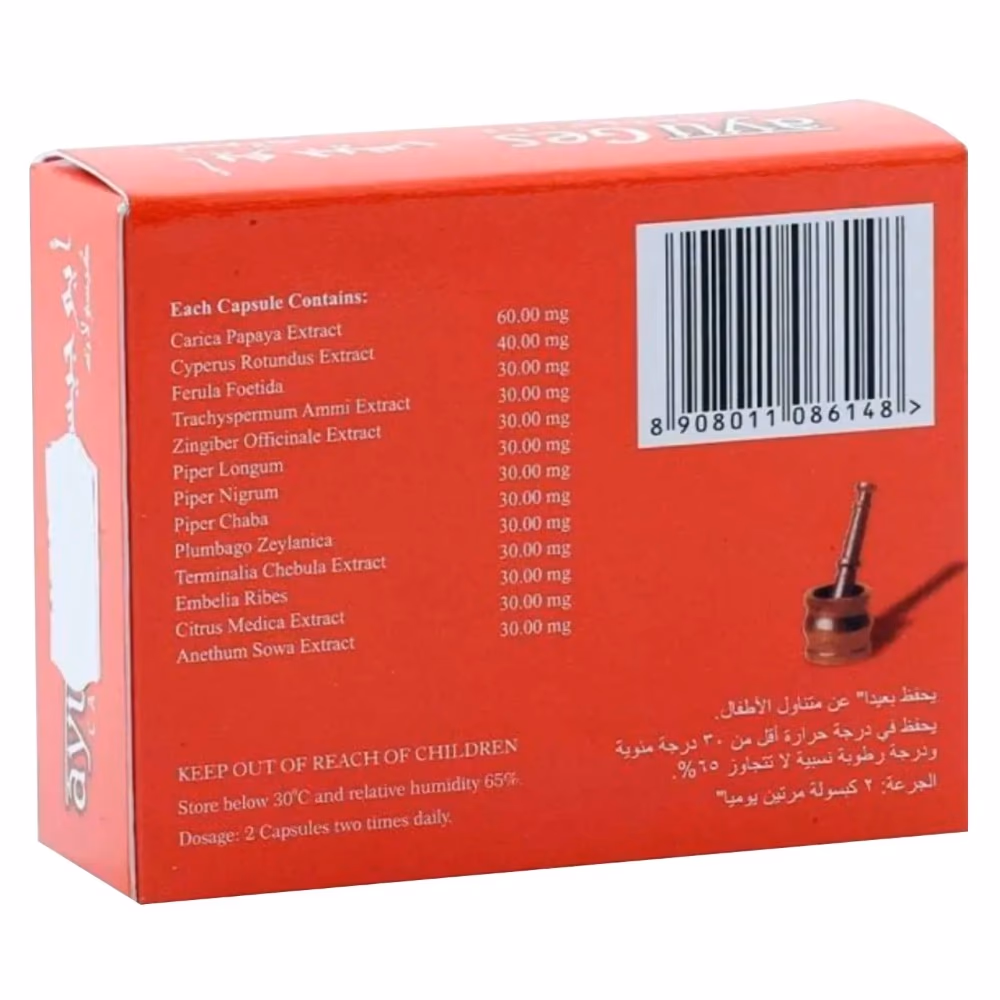 ayu Ges
Each Capsule Contains:
Carica Papaya Extract 60.00 mg
Cyperus Rotundus Extract 40.00 mg
Ferula Foetida 30.00 mg
Trachyspermum Ammi Extract 30.00 mg
Zingiber Officinale Extract 30.00 mg
Piper Longum 30.00 mg
Piper Nigrum 30.00 mg
Piper Chaba 30.00 mg
Plumbago Zeylanica 30.00 mg
Terminalia Chebula Extract 30.00 mg
Embelia Ribes 30.00 mg
Citrus Medica Extract 30.00 mg
Anethum Sowa Extract 30.00 mg
KEEP OUT OF REACH OF CHILDREN
Store below 30°C and relative humidity 65%.
Dosage: 2 Capsules two times daily.
8 908011 086148 >
يحفظ بعيدا" عن متناول الأطفال.
يحفظ في درجة حرارة أقل من ٣٠ درجة مئوية
ودرجة رطوبة نسبية لا تتجاوز ٦٥%.
الجرعة: ٢ كبسولة مرتين يوميا"
ayu